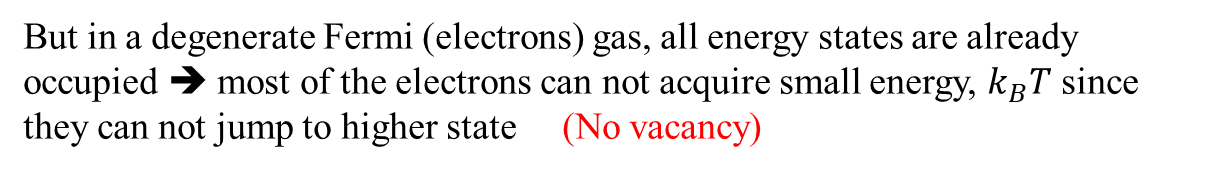 But in a degenerate Fermi (electrons) gas, all energy states are already
occupied ➔ most of the electrons can not acquire small energy, $k_BT$ since
they can not jump to higher state (No vacancy)